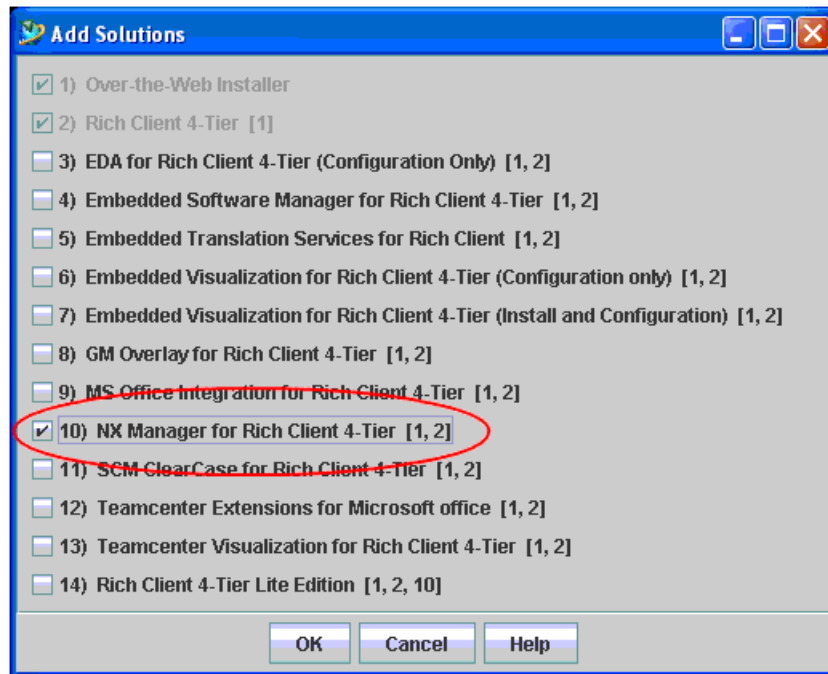 Add Solutions
1) Over-the-Web Installer
2) Rich Client 4-Tier [1]
3) EDA for Rich Client 4-Tier (Configuration Only) [1, 2]
4) Embedded Software Manager for Rich Client 4-Tier [1, 2]
5) Embedded Translation Services for Rich Client [1, 2]
6) Embedded Visualization for Rich Client 4-Tier (Configuration only) [1, 2]
7) Embedded Visualization for Rich Client 4-Tier (Install and Configuration) [1, 2]
8) GM Overlay for Rich Client 4-Tier [1, 2]
9) MS Office Integration for Rich Client 4-Tier [1, 2]
10) NX Manager for Rich Client 4-Tier [1, 2]
11) SCM ClearCase for Rich Client 4-Tier [1, 2]
12) Teamcenter Extensions for Microsoft office [1, 2]
13) Teamcenter Visualization for Rich Client 4-Tier [1, 2]
14) Rich Client 4-Tier Lite Edition [1, 2, 10]
OK Cancel Help